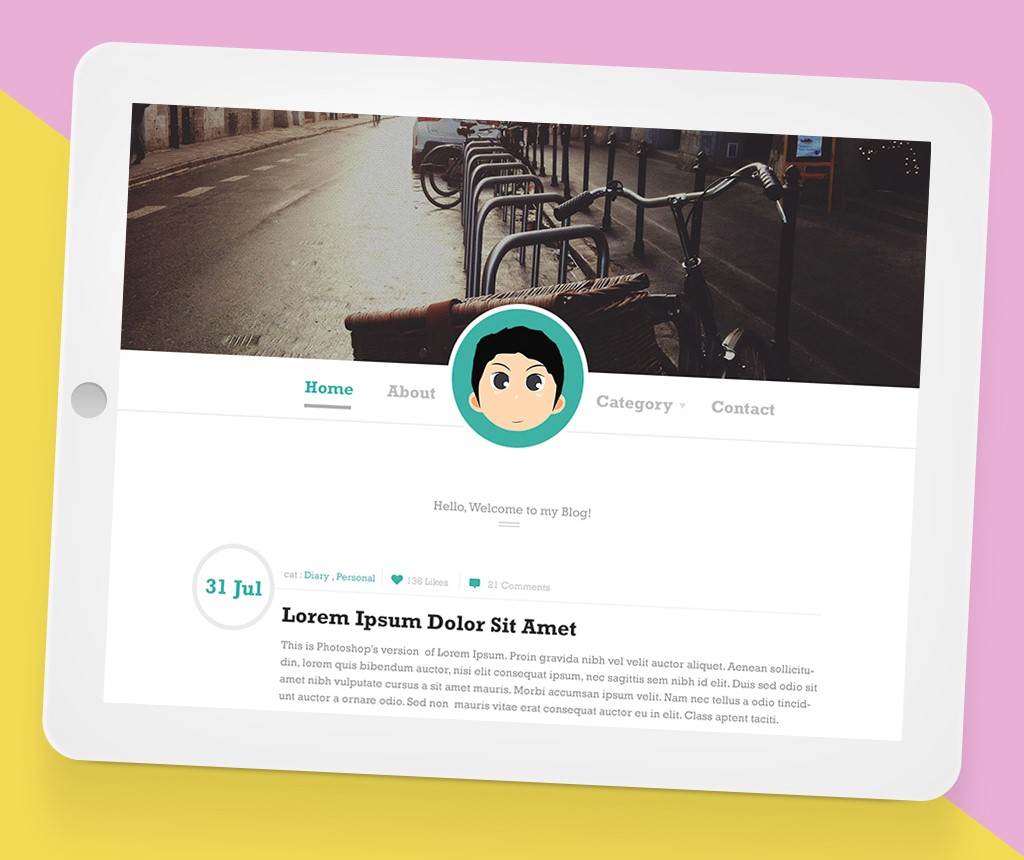 Home About Category Contact
Hello, Welcome to my Blog!
31 Jul
cat : Diary , Personal 136 Likes 21 Comments
Lorem Ipsum Dolor Sit Amet
This is Photoshop's version of Lorem Ipsum. Proin gravida nibh vel velit auctor aliquet. Aenean sollicitu-
din, lorem quis bibendum auctor, nisi elit consequat ipsum, nec sagittis sem nibh id elit. Duis sed odio sit
amet nibh vulputate cursus a sit amet mauris. Morbi accumsan ipsum velit. Nam nec tellus a odio tincid-
unt auctor a ornare odio. Sed non mauris vitae erat consequat auctor eu in elit. Class aptent taciti.